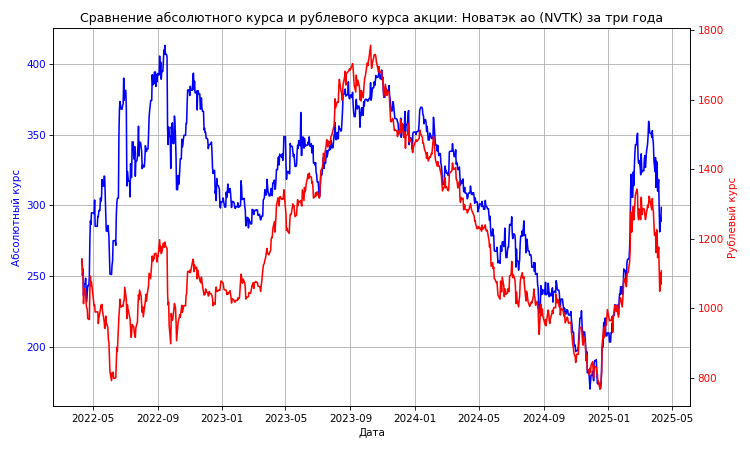 Сравнение абсолютного курса и рублевого курса акции: Новатэк ао (NVTK) за три года
Абсолютный курс
400
350
300
250
200
1800
1600
1400
1200
1000
800
Рублевый курс
2022-05 2022-09 2023-01 2023-05 2023-09 2024-01 2024-05 2024-09 2025-01 2025-05
Дата